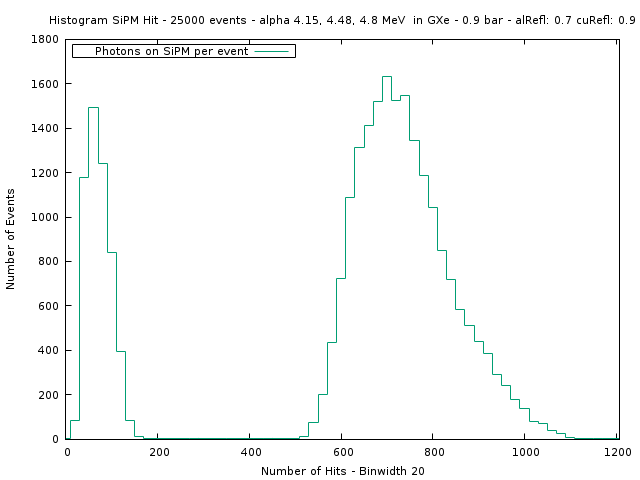 Histogram SiPM Hit - 25000 events - alpha 4.15, 4.48, 4.8 MeV  in GXe - 0.9 bar - alRefl: 0.7 cuRefl: 0.9
Photons on SiPM per event
1800
1600
1400
1200
1000
800
600
400
200
0
Number of Events
0 200 400 600 800 1000 1200
Number of Hits - Binwidth 20